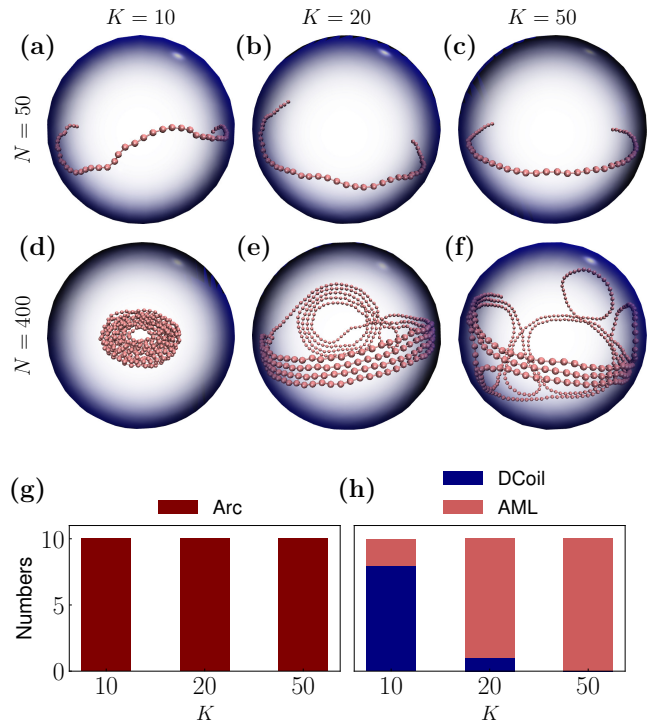 K = 10
K = 20
K = 50
(a)
(b)
(c)
N = 50
(d)
(e)
(f)
N = 400
(g)
Arc
(h)
DCoil
AML
Numbers
10
5
0
10
20
50
K
10
20
50
K